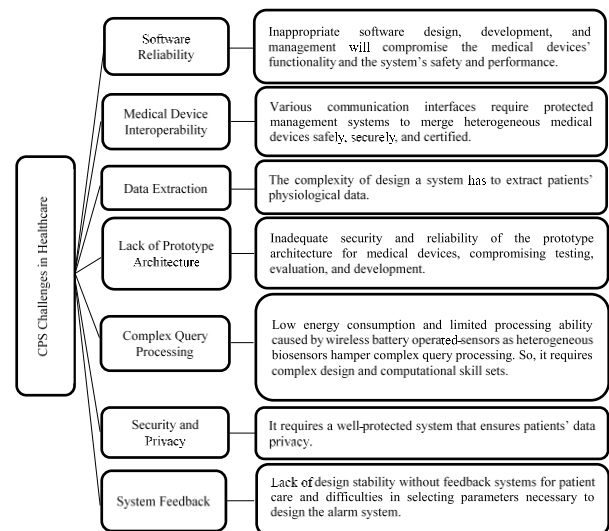 CPS Challenges in Healthcare
Software
Reliability
Inappropriate software design, development, and
management will compromise the medical devices'
functionality and the system's safety and performance.
Medical Device
Interoperability
Various communication interfaces require protected
management systems to merge heterogeneous medical
devices safely, securely, and certified.
Data Extraction
The complexity of design a system has to extract patients'
physiological data.
Lack of Prototype
Architecture
Inadequate security and reliability of the prototype
architecture for medical devices, compromising testing,
evaluation, and development.
Complex Query
Processing
Low energy consumption and limited processing ability
caused by wireless battery operated-sensors as heterogeneous
biosensors hamper complex query processing. So, it requires
complex design and computational skill sets.
Security and
Privacy
It requires a well-protected system that ensures patients' data
privacy.
System Feedback
Lack of design stability without feedback systems for patient
care and difficulties in selecting parameters necessary to
design the alarm system.